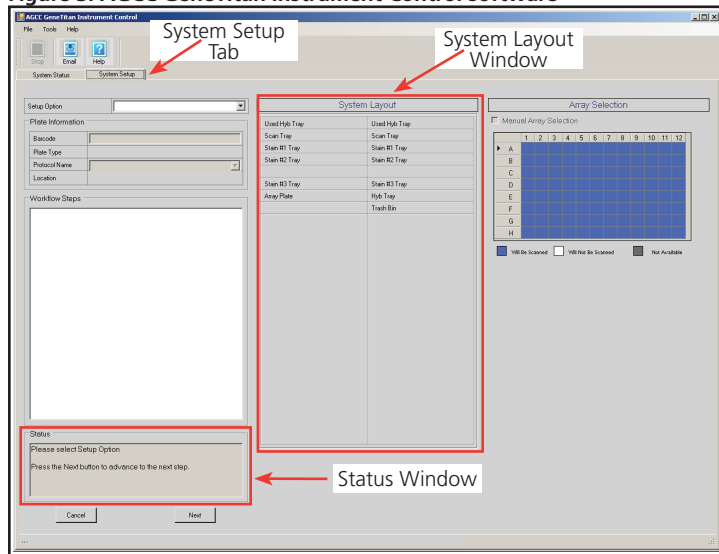 AGCC GeneTitan Instrument Control
File Tools Help
System Setup
Tab
System Layout
Window
Stop Email Help
System Status System Setup
Setup Option
System Layout
Array Selection
Plate Information
Barcode
Plate Type
Protocol Name
Location
Used Hyb Tray Used Hyb Tray
Scan Tray Scan Tray
Stain #1 Tray Stain #1 Tray
Stain #2 Tray Stain #2 Tray
Stain #3 Tray Stain #3 Tray
Array Plate Hyb Tray
Trash Bin
Manual Array Selection
1 2 3 4 5 6 7 8 9 10 11 12
A
B
C
D
E
F
G
H
Will Be Scanned Will Not Be Scanned Not Available
Workflow Steps
Status
Please select Setup Option
Press the Next button to advance to the next step.
Status Window
Cancel Next
...